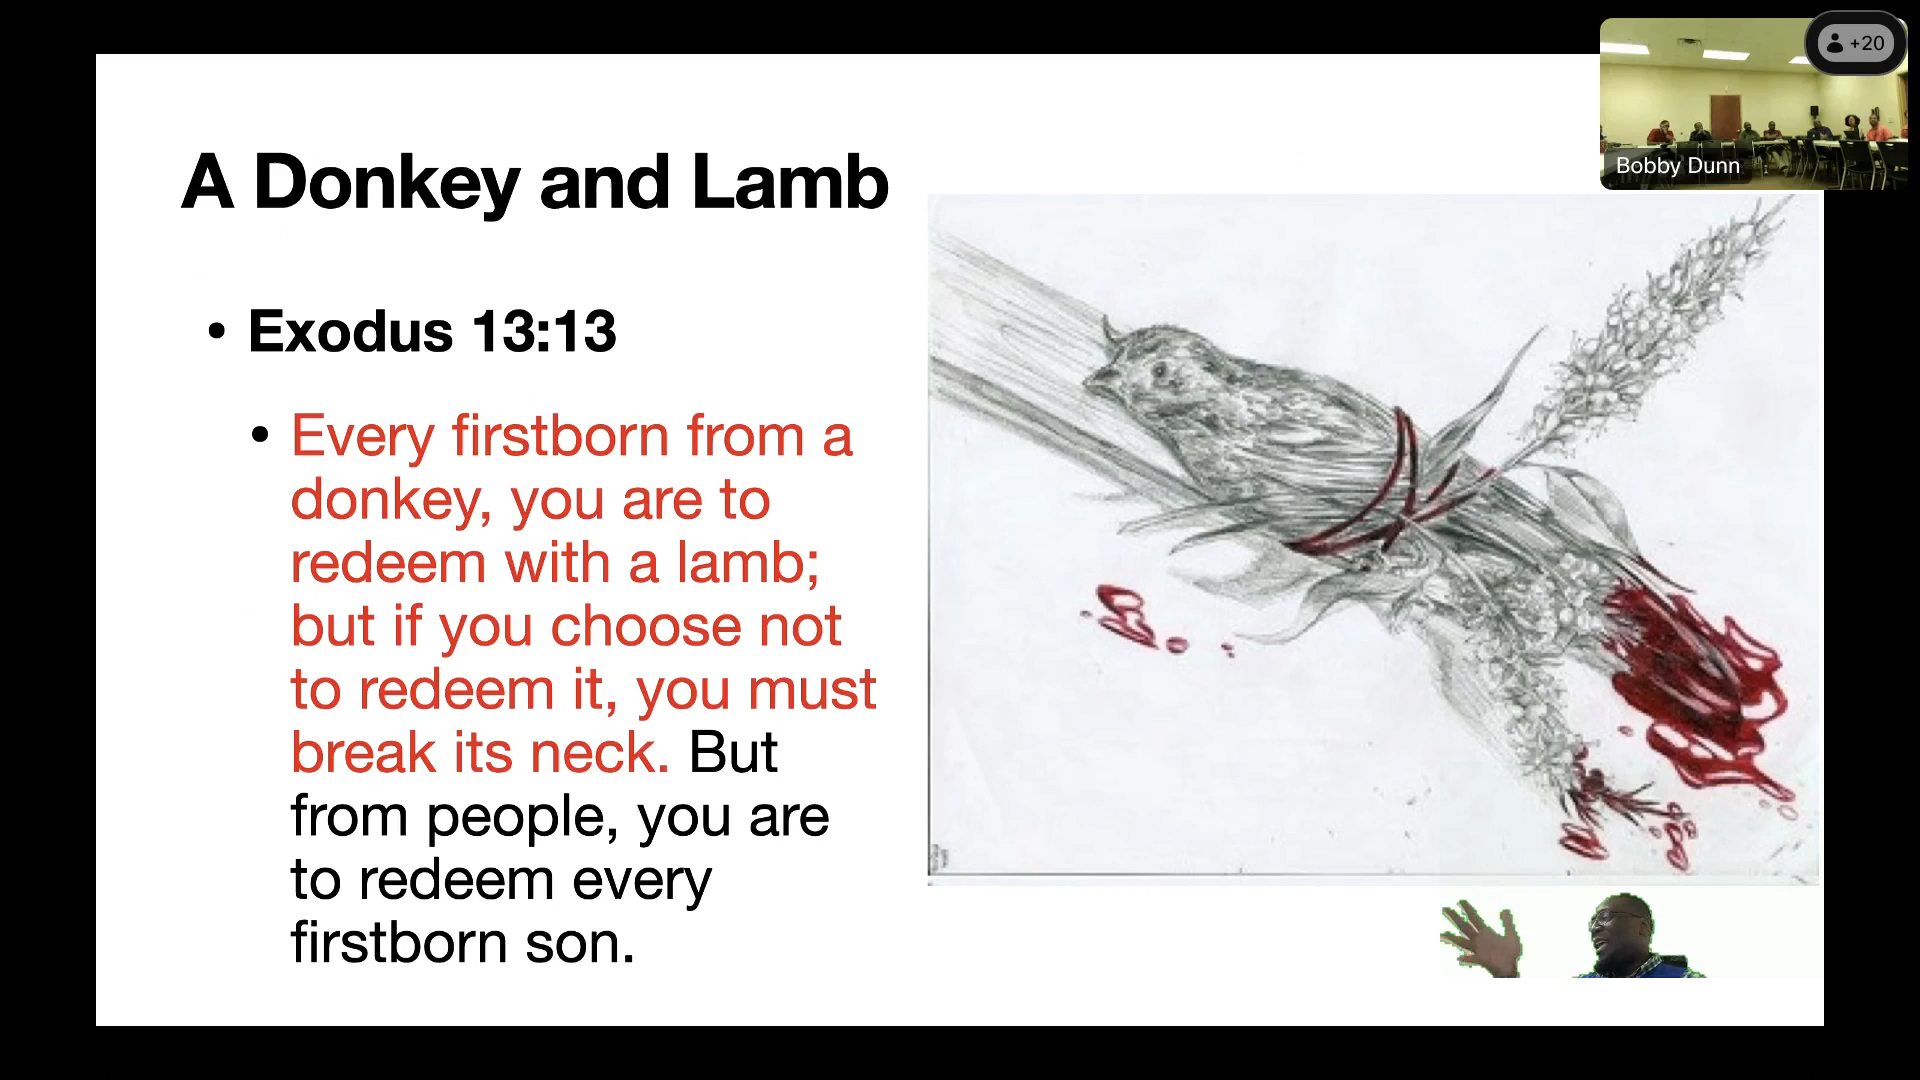 +20
Bobby Dunn
A Donkey and Lamb
• Exodus 13:13
• Every firstborn from a
donkey, you are to
redeem with a lamb;
but if you choose not
to redeem it, you must
break its neck. But
from people, you are
to redeem every
firstborn son.